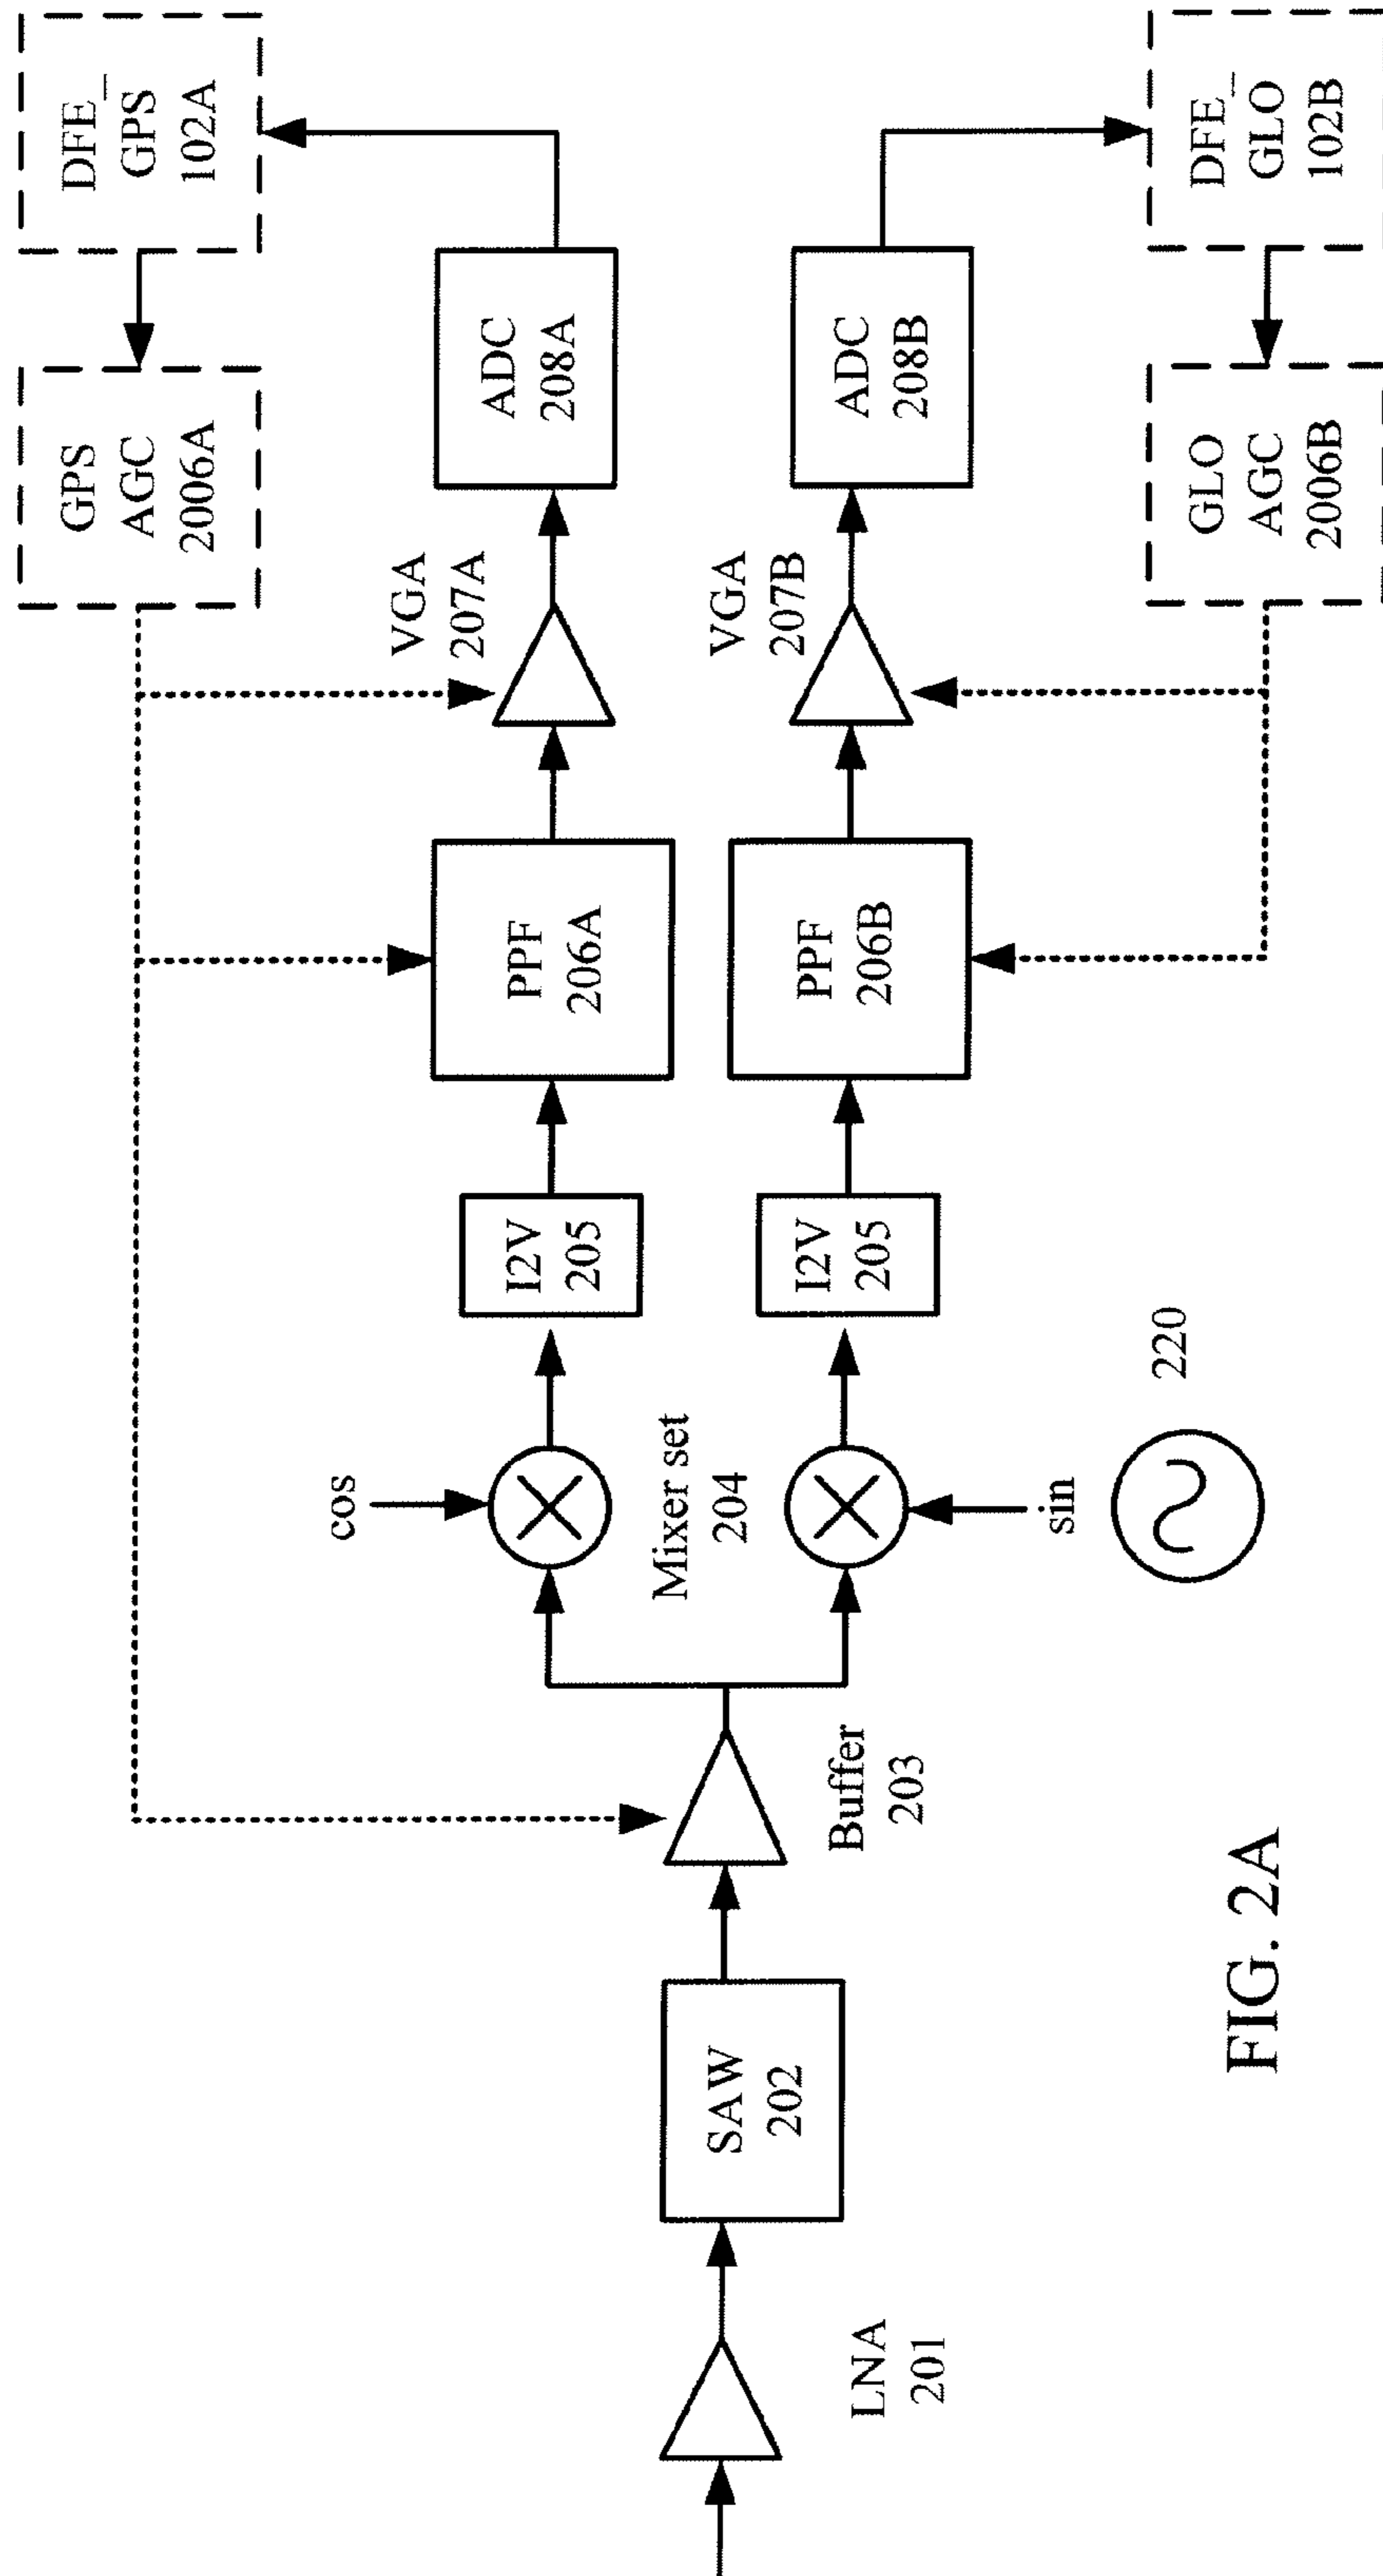 LNA
201
SAW
202
Buffer
203
cos
Mixer set
204
sin
220
I2V
205
I2V
205
PPF
206A
PPF
206B
VGA
207A
VGA
207B
ADC
208A
ADC
208B
GPS
AGC
2006A
DFE_
GPS
102A
GLO
AGC
2006B
DFE_
GLO
102B
FIG. 2A